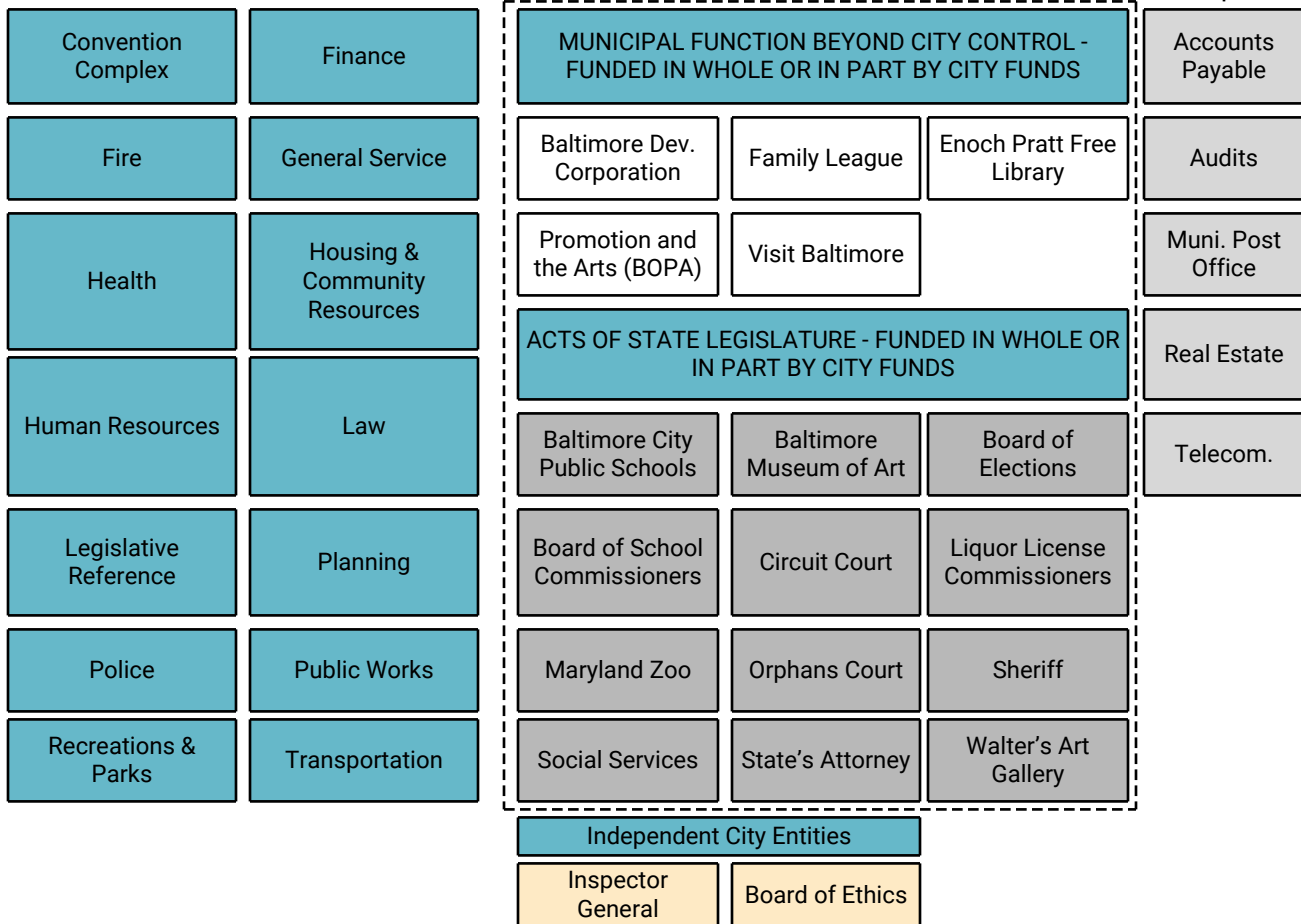 Convention
Complex
Finance
MUNICIPAL FUNCTION BEYOND CITY CONTROL -
FUNDED IN WHOLE OR IN PART BY CITY FUNDS
Accounts
Payable
Fire
General Service
Baltimore Dev.
Corporation
Family League
Enoch Pratt Free
Library
Audits
Health
Housing &
Community
Resources
Promotion and
the Arts (BOPA)
Visit Baltimore
Muni. Post
Office
ACTS OF STATE LEGISLATURE - FUNDED IN WHOLE OR
IN PART BY CITY FUNDS
Real Estate
Human Resources
Law
Baltimore City
Public Schools
Baltimore
Museum of Art
Board of
Elections
Telecom.
Legislative
Reference
Planning
Board of School
Commissioners
Circuit Court
Liquor License
Commissioners
Police
Public Works
Maryland Zoo
Orphans Court
Sheriff
Recreations &
Parks
Transportation
Social Services
State’s Attorney
Walter’s Art
Gallery
Independent City Entities
Inspector
General
Board of Ethics